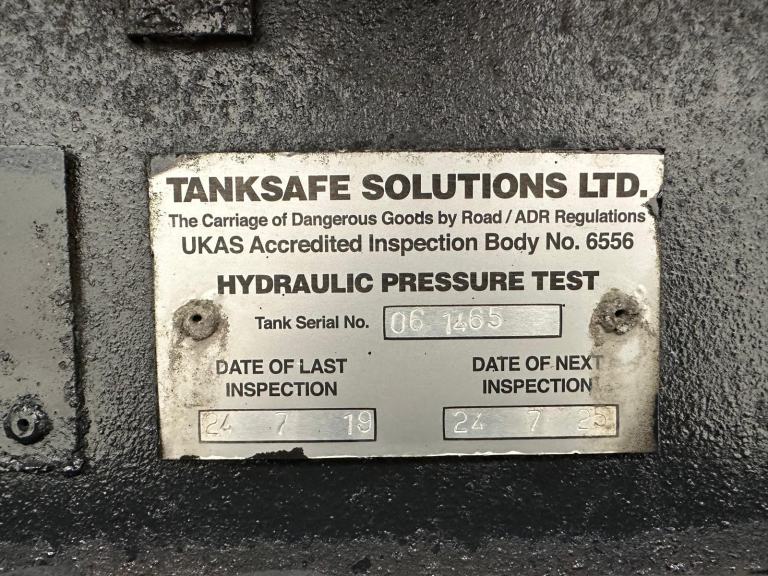 TANKSAFE SOLUTIONS LTD.
The Carriage of Dangerous Goods by Road / ADR Regulations
UKAS Accredited Inspection Body No. 6556
HYDRAULIC PRESSURE TEST
Tank Serial No. 06 1465
DATE OF LAST INSPECTION
DATE OF NEXT INSPECTION
24 7 19
24 7 25